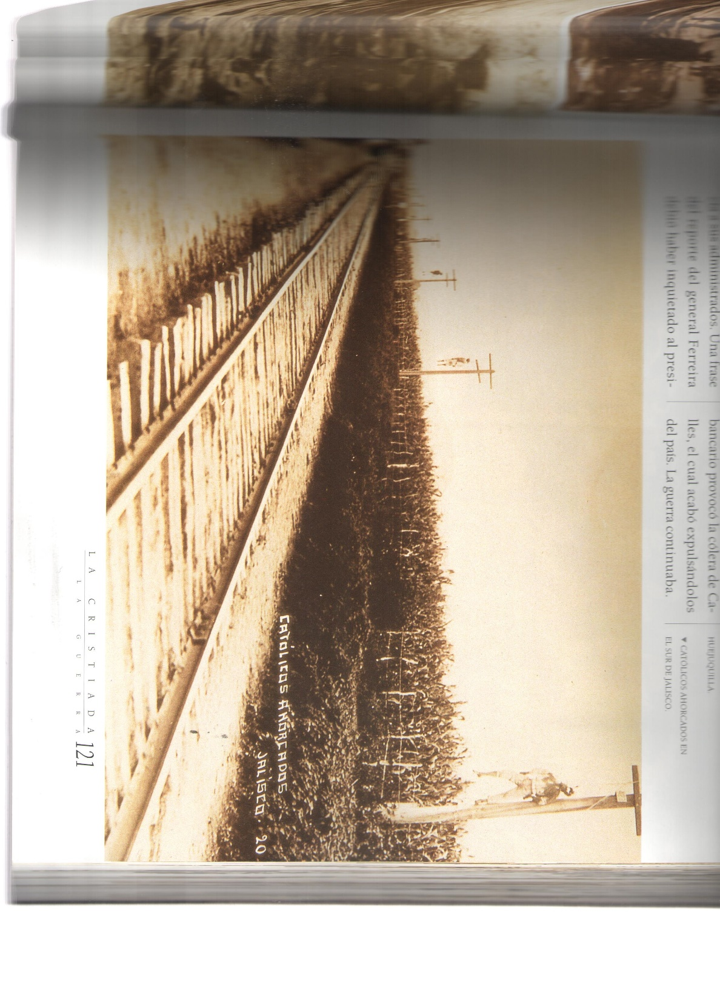 a sus administrados. Una frase
del reporte del general Ferreira
debió haber inquietado al presi-
bancario provocó la cólera de Ca-
lles, el cual acabó expulsándolos
del país. La guerra continuaba.
HUEJUQUILLA
▼ CATÓLICOS AHORCADOS EN
EL SUR DE JALISCO.
CATÓLICOS AHORCADOS
JALISCO. 20
LA CRISTIADA
LA GUERRA
121